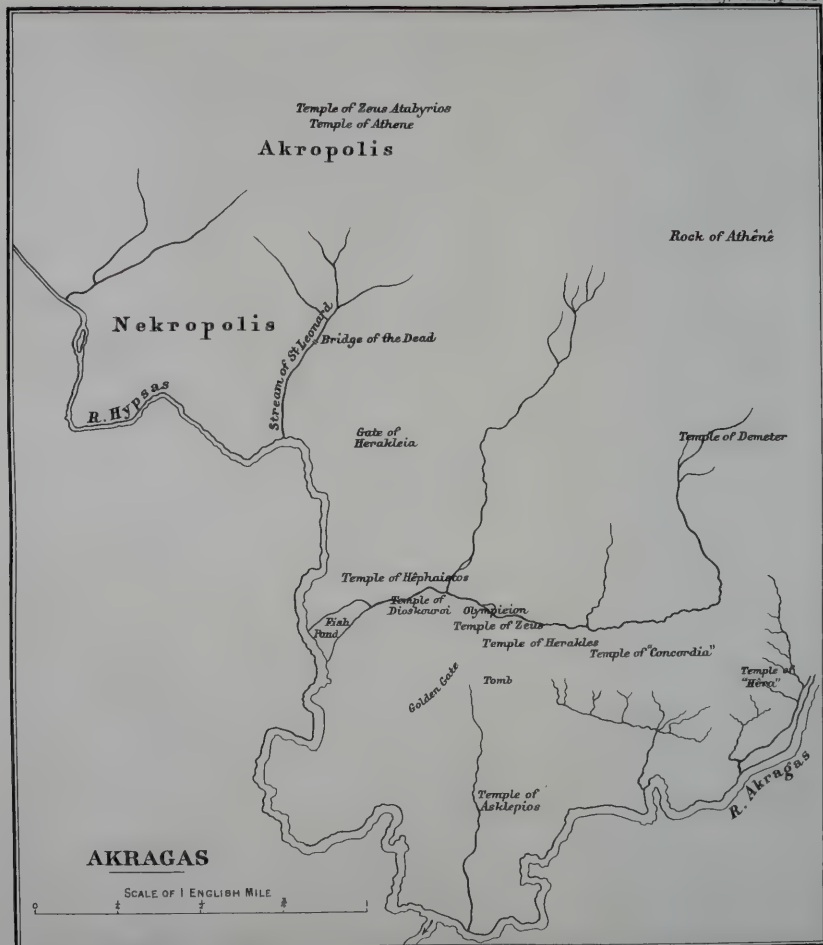 Temple of Zeus Atabyrios
Temple of Athene
Akropolis
Rock of Athênê
Nekropolis
Stream of St Leonard
Bridge of the Dead
R. Hypsas
Gate of
Herakleia
Temple of Demeter
Temple of Hêphaistos
Temple of
Dioskouroi
Olympieion
Fish
Pond
Temple of Zeus
Temple of Herakles
Temple of "Concordia"
Temple of
"Hêra"
Golden Gate
Tomb
R. Akragas
Temple of
Asklepios
AKRAGAS
SCALE OF 1 ENGLISH MILE
0
1